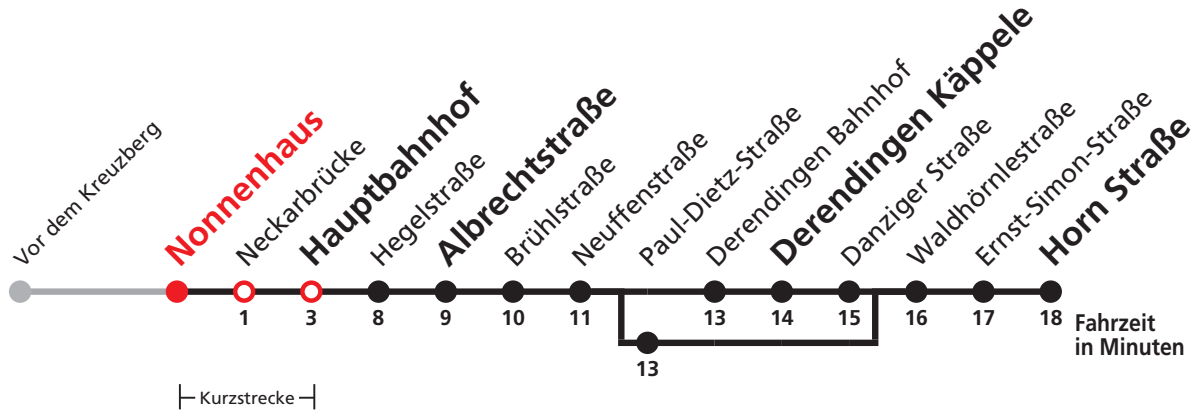 Vor dem Kreuzberg
Nonnenhaus
Neckarbrücke
Hauptbahnhof
Hegelstraße
Albrechtstraße
Brühlstraße
Neuffenstraße
Paul-Dietz-Straße
Derendingen Bahnhof
Derendingen Käppele
Danziger Straße
Waldhörnlestraße
Ernst-Simon-Straße
Horn Straße
1 3 8 9 10 11 13 14 15 16 17 18
Fahrzeit
in Minuten
13
Kurzstrecke